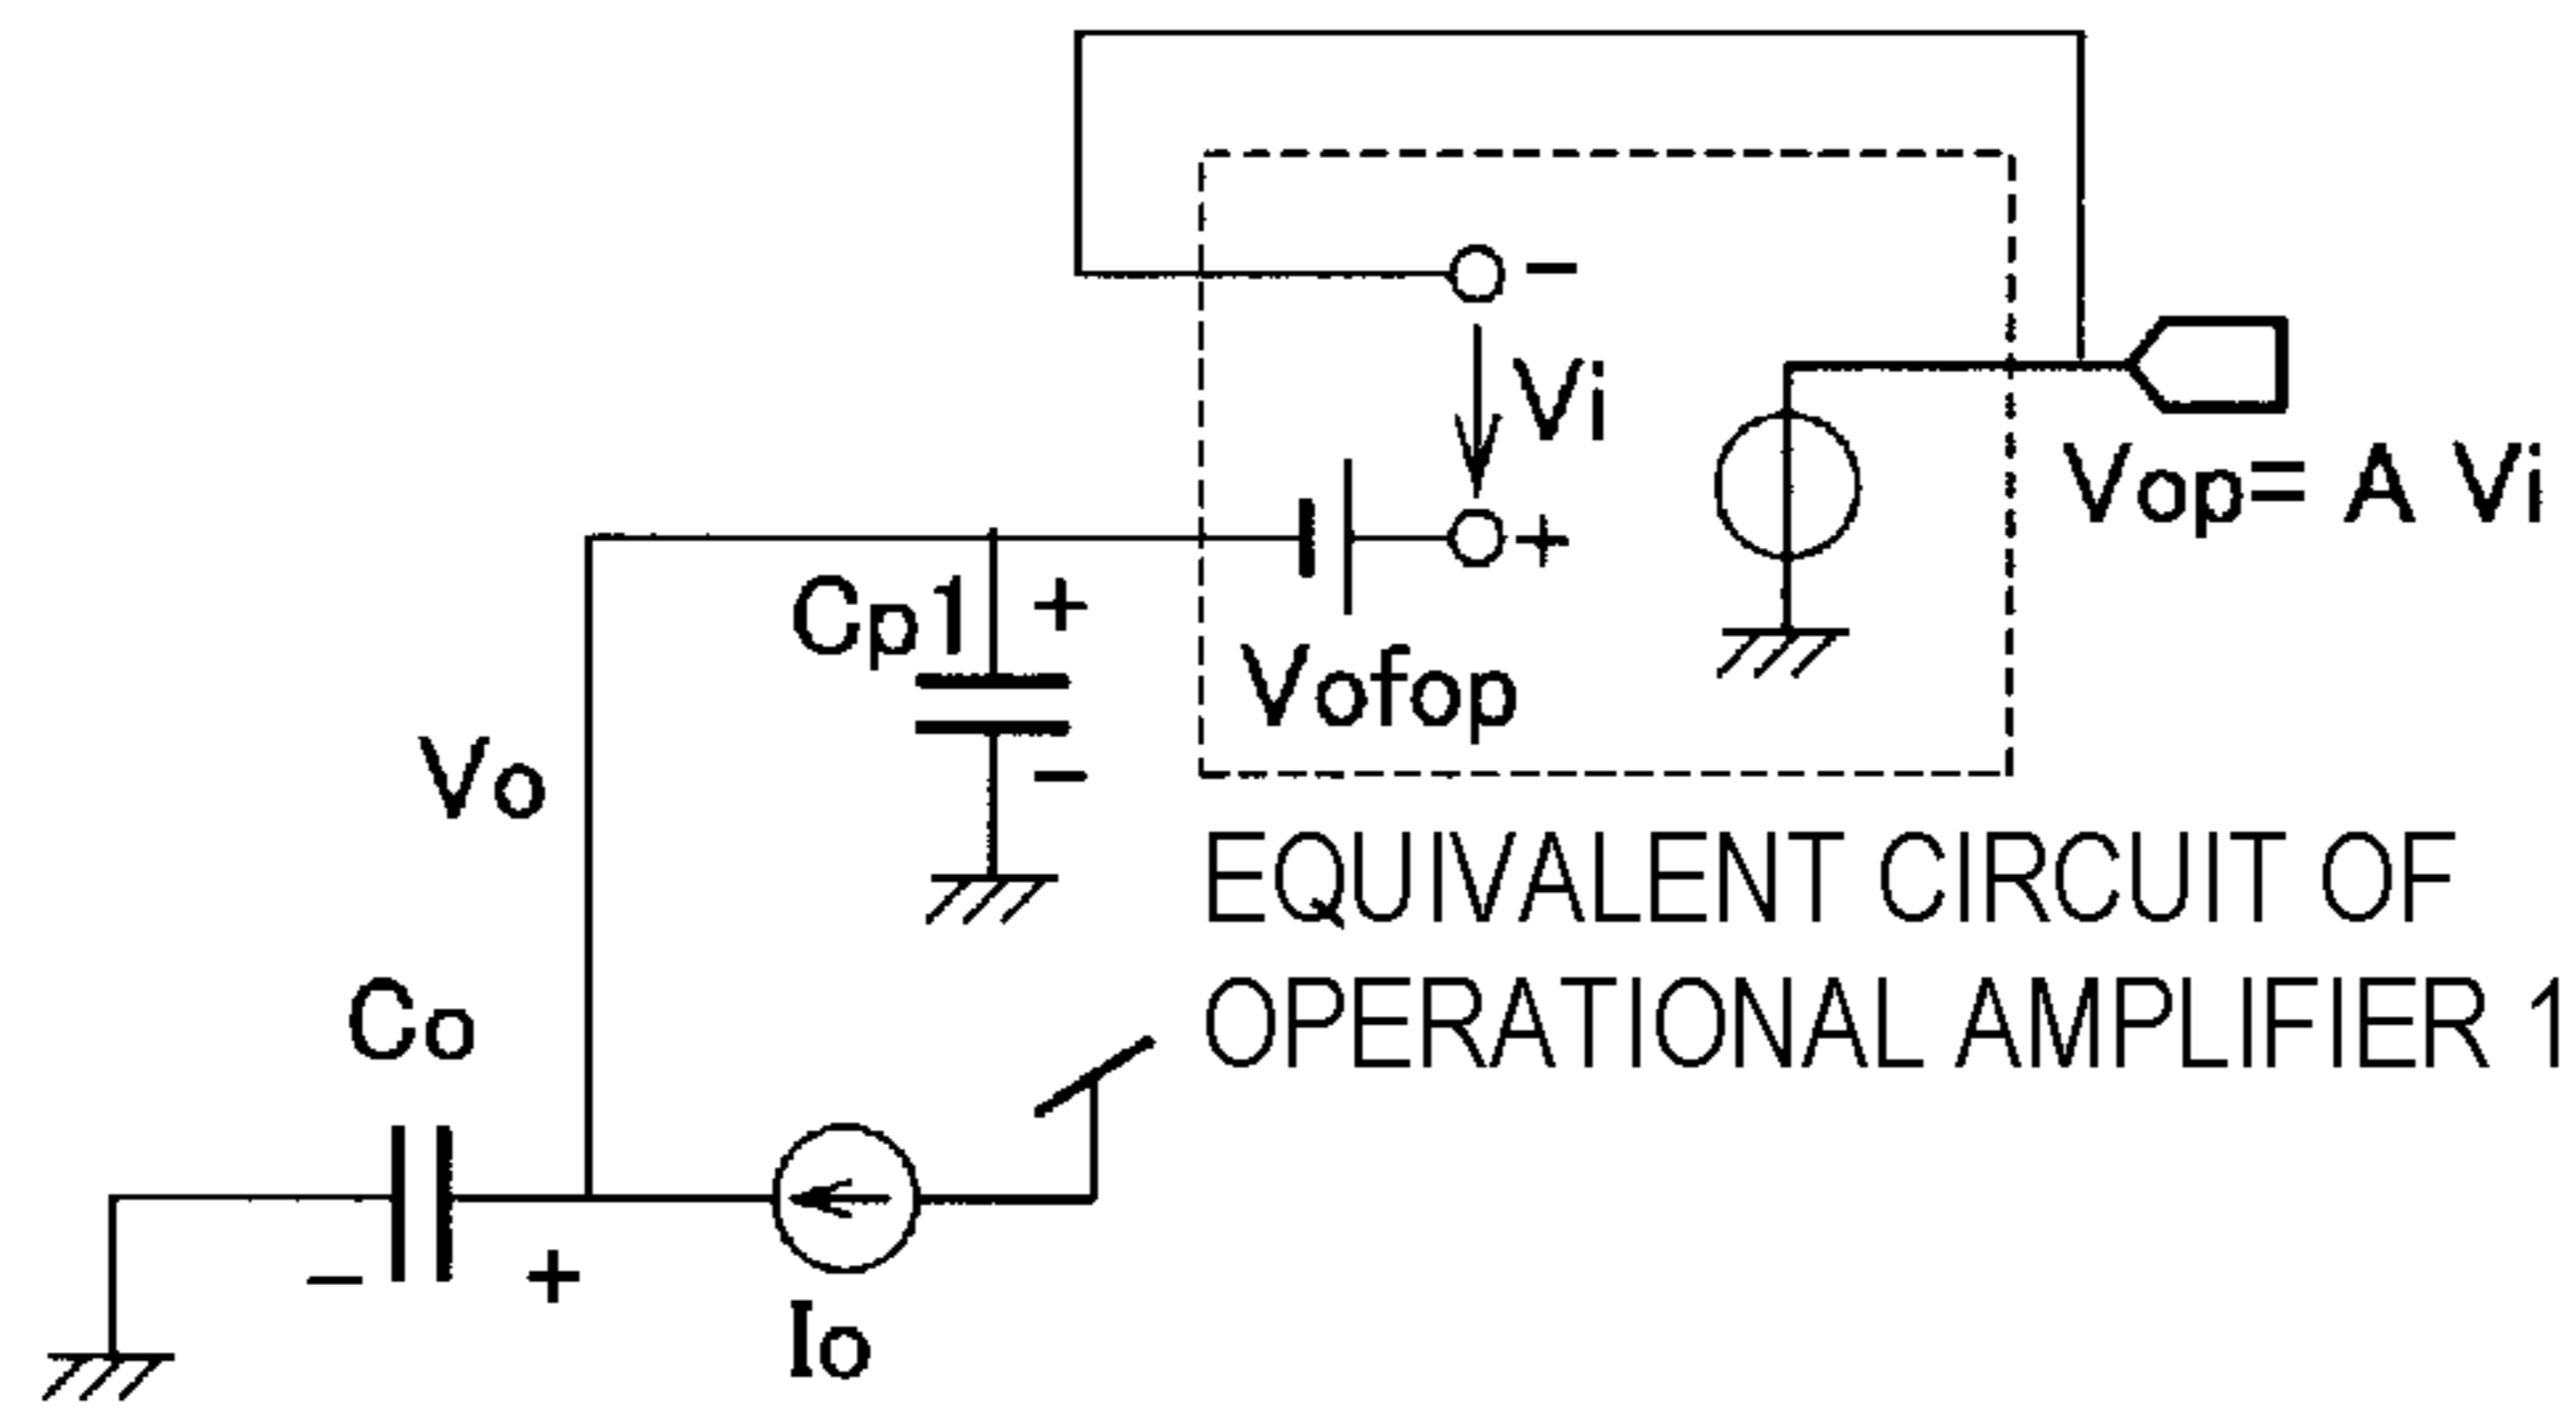 −
Vi
Vop= A Vi
+
Cp1
+
Vofop
−
Vo
EQUIVALENT CIRCUIT OF
OPERATIONAL AMPLIFIER 1
Co
−
+
Io